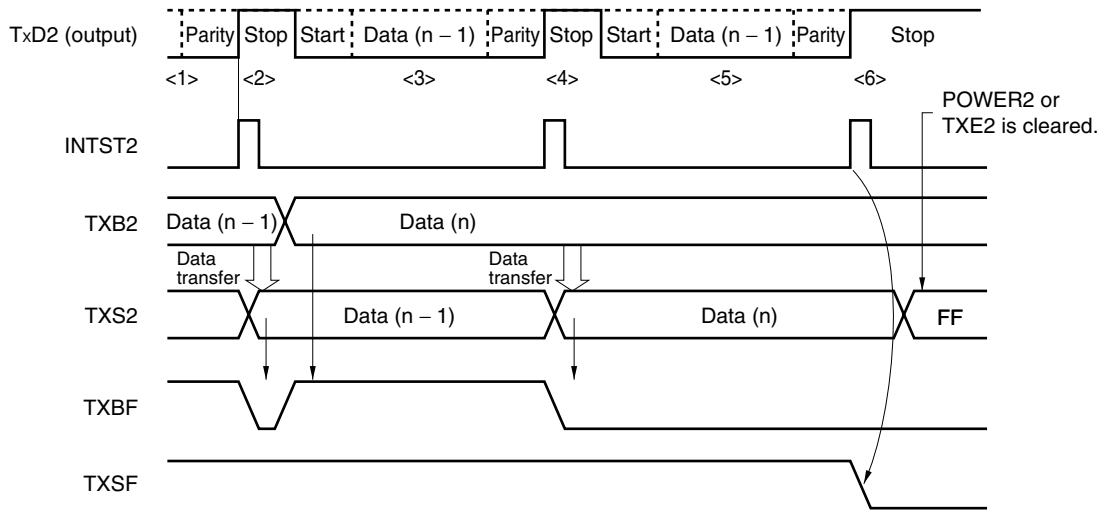 TxD2 (output) Parity Stop Start Data (n – 1) Parity Stop Start Data (n – 1) Parity Stop
<1> <2> <3> <4> <5> <6>
POWER2 or
TXE2 is cleared.
INTST2
TXB2 Data (n – 1) Data (n)
Data
transfer
Data
transfer
TXS2 Data (n – 1) Data (n) FF
TXBF
TXSF